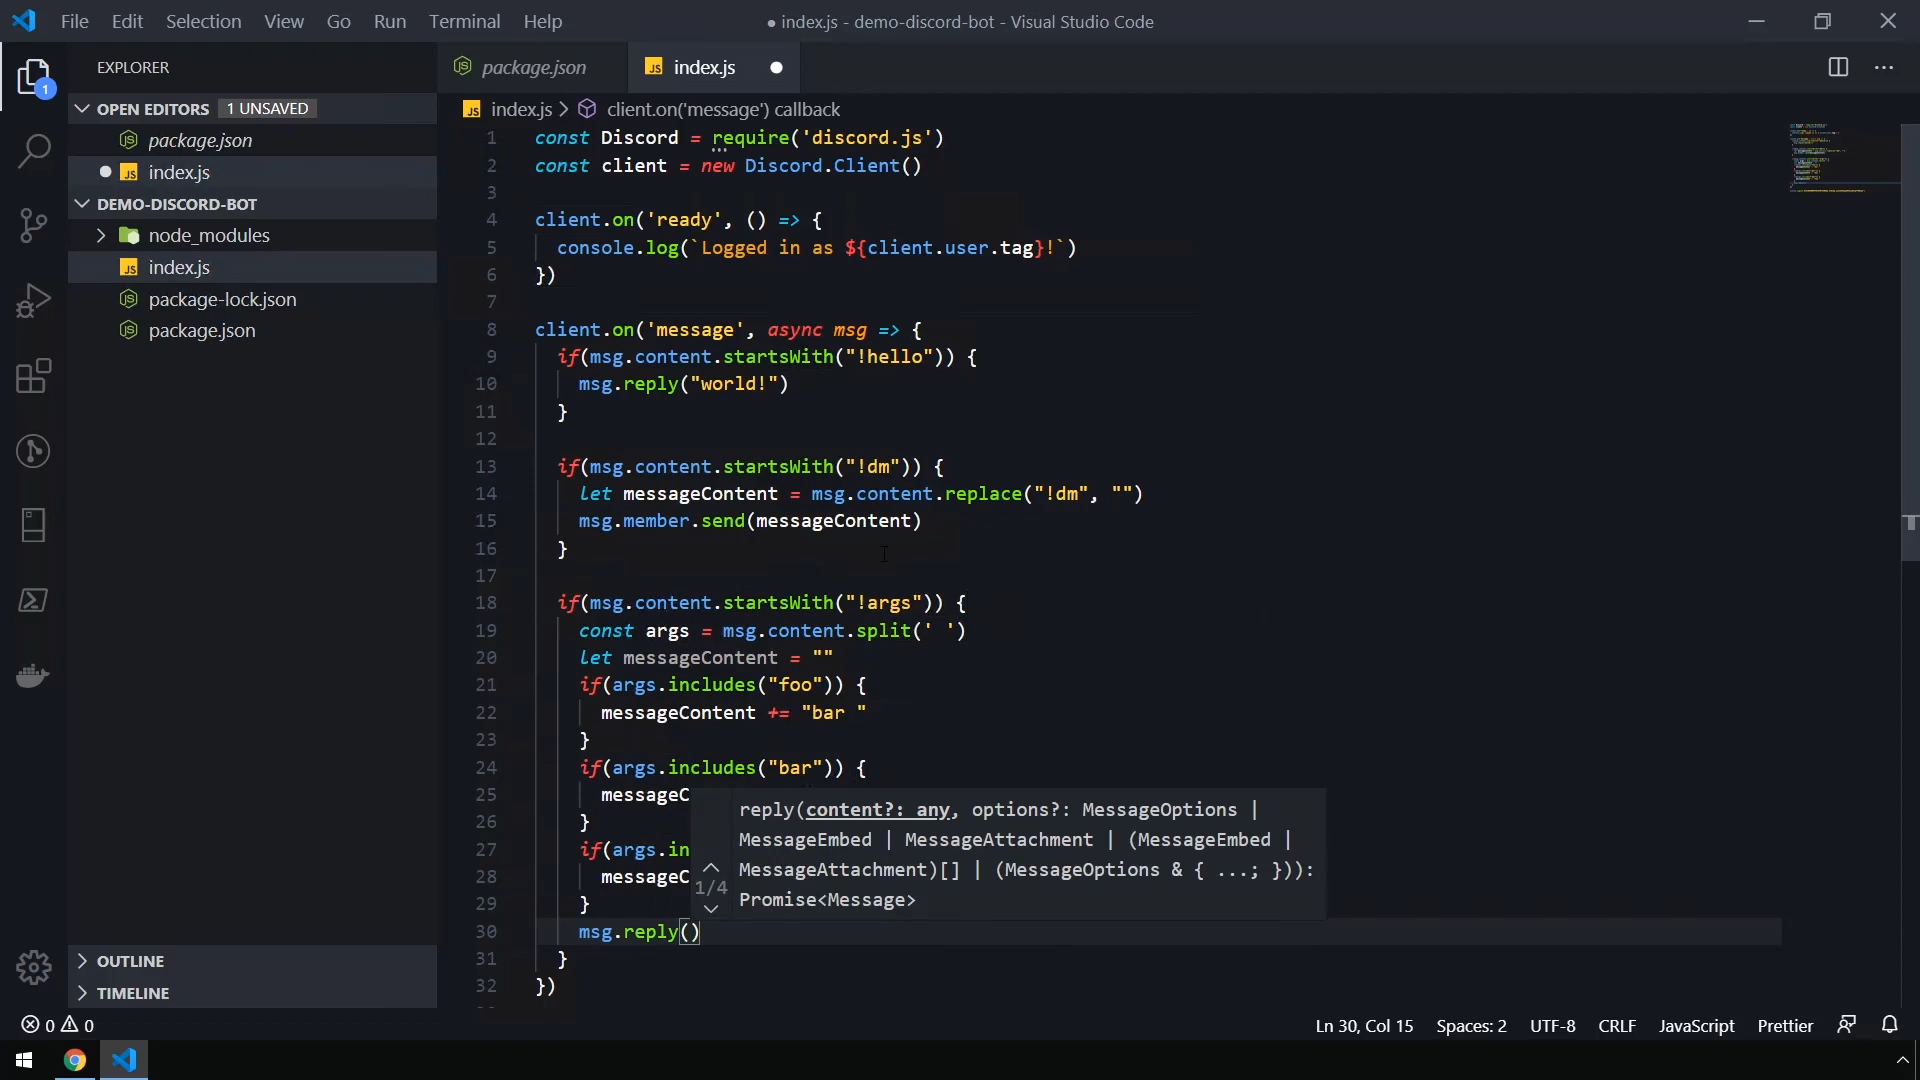 File Edit Selection View Go Run Terminal Help
● index.js - demo-discord-bot - Visual Studio Code
EXPLORER
1
OPEN EDITORS 1 UNSAVED
package.json
JS index.js
DEMO-DISCORD-BOT
node_modules
JS index.js
package-lock.json
package.json
OUTLINE
TIMELINE
package.json
JS index.js
JS index.js > client.on('message') callback
1 const Discord = require('discord.js')
2 const client = new Discord.Client()
3
4 client.on('ready', () => {
5 console.log(`Logged in as ${client.user.tag}!`)
6 })
7
8 client.on('message', async msg => {
9 if(msg.content.startsWith("!hello")) {
10 msg.reply("world!")
11 }
12
13 if(msg.content.startsWith("!dm")) {
14 let messageContent = msg.content.replace("!dm", "")
15 msg.member.send(messageContent)
16 }
17
18 if(msg.content.startsWith("!args")) {
19 const args = msg.content.split(' ')
20 let messageContent = ""
21 if(args.includes("foo")) {
22 messageContent += "bar "
23 }
24 if(args.includes("bar")) {
25 messageC
26 }
27 if(args.in
28 messageC
29 }
30 msg.reply()
31 }
32 })
reply(content?: any, options?: MessageOptions |
MessageEmbed | MessageAttachment | (MessageEmbed |
MessageAttachment)[] | (MessageOptions & { ...; })):
Promise<Message>
1/4
0 0
Ln 30, Col 15 Spaces: 2 UTF-8 CRLF JavaScript Prettier